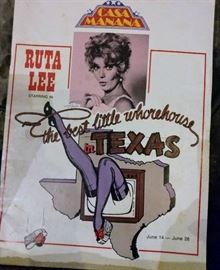 CASA
MAÑANA
RUTA
LEE
STARRING IN
the best little whorehouse
in TEXAS
June 14 — June 26